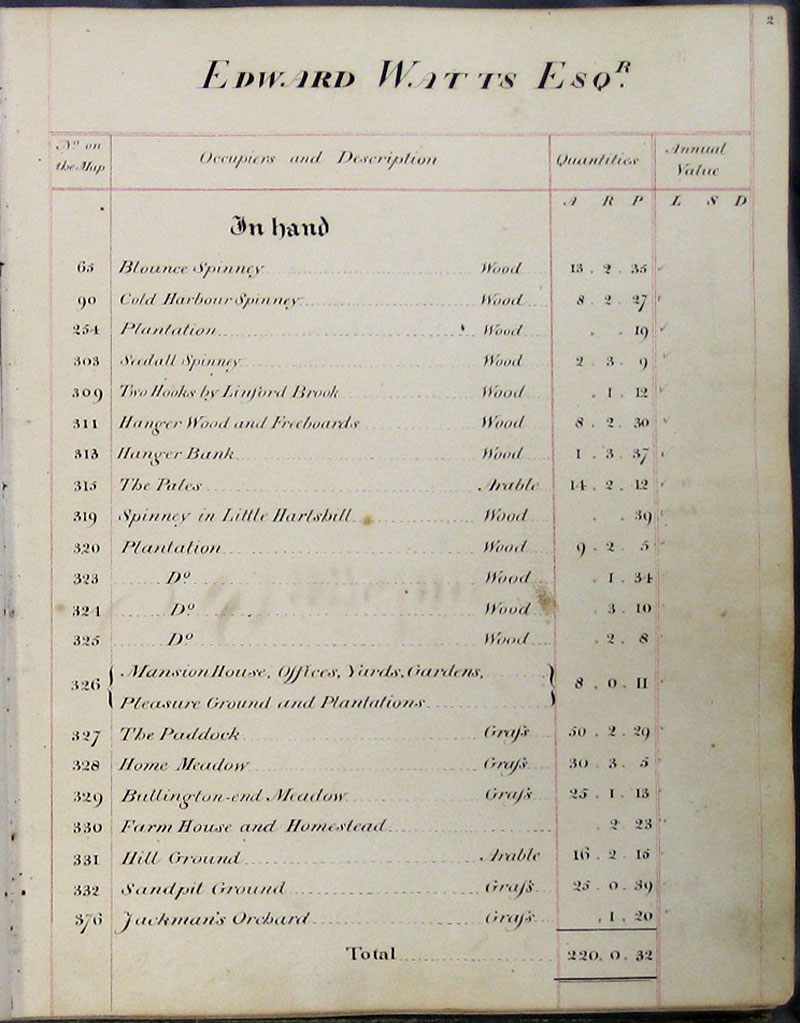 2
EDWARD WATTS ESQ.R
No on the Map Occupiers and Description Quantities Annual Value
A R P L S D
In hand
65 Blounce Spinney Wood 13 . 2 . 35
90 Cold Harbour Spinney Wood 8 . 2 . 27
254 Plantation Wood . . 19
303 Seedall Spinney Wood 2 . 3 . 9
309 Two Hooks by Linford Brook Wood . 1 . 12
311 Hanger Wood and Freeboards Wood 8 . 2 . 30
313 Hanger Bank Wood 1 . 3 . 37
315 The Pales Arable 14 . 2 . 12
319 Spinney in Little Hartshill Wood . . 39
320 Plantation Wood 9 . 2 . 5
323 Do Wood . 1 . 34
324 Do Wood . 3 . 10
325 Do Wood . 2 . 8
326 { Mansion House, Offices, Yards, Gardens,
Pleasure Ground and Plantations } 8 . 0 . 11
327 The Paddock Graſs 50 . 2 . 29
328 Home Meadow Graſs 30 . 3 . 5
329 Bullington-end Meadow Graſs 25 . 1 . 13
330 Farm House and Homestead 2 23
331 Hill Ground Arable 16 . 2 . 15
332 Sandpit Ground Graſs 25 . 0 . 39
376 Jackman's Orchard Graſs . 1 . 20
Total 220. 0 . 32